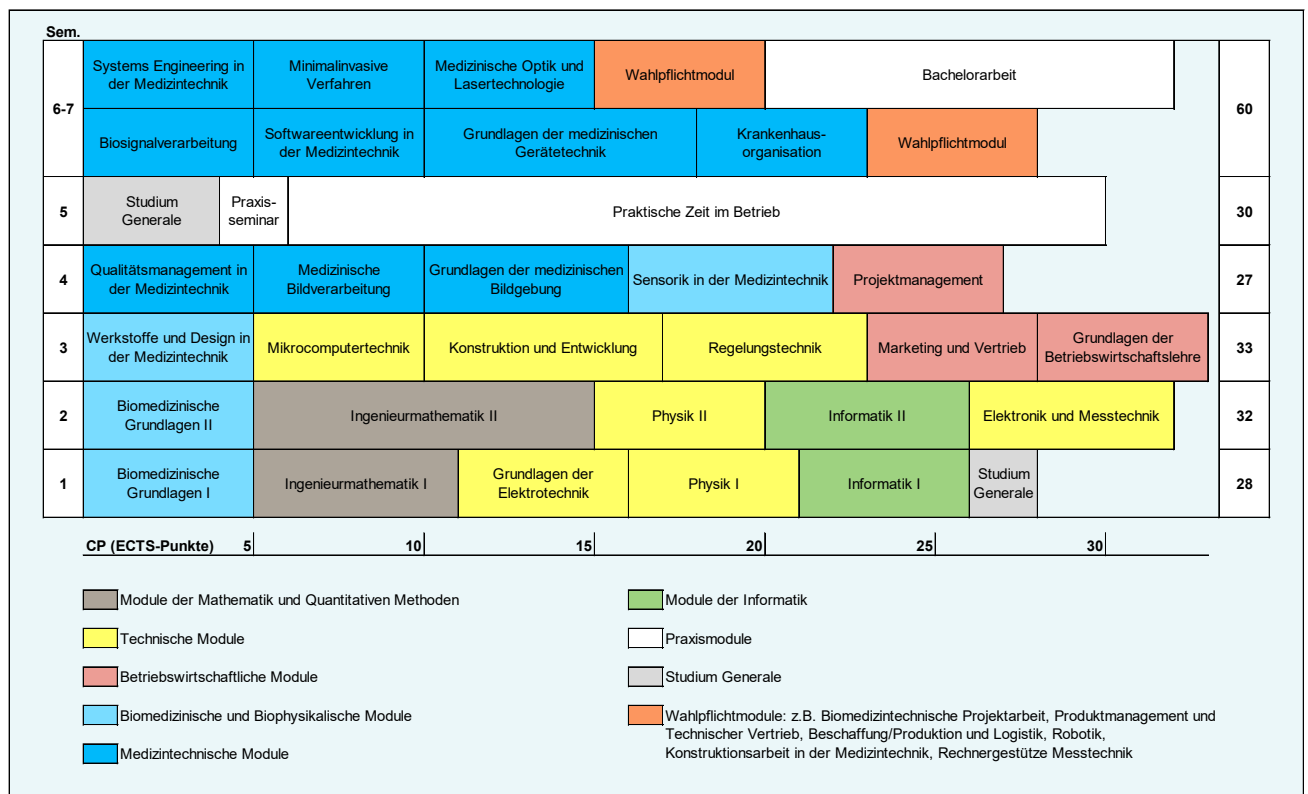 Sem.
6-7
Systems Engineering in
der Medizintechnik
Minimalinvasive
Verfahren
Medizinische Optik und
Lasertechnologie
Wahlpflichtmodul
Bachelorarbeit
60
Biosignalverarbeitung
Softwareentwicklung in
der Medizintechnik
Grundlagen der medizinischen
Gerätetechnik
Krankenhaus-
organisation
Wahlpflichtmodul
5
Studium
Generale
Praxis-
seminar
Praktische Zeit im Betrieb
30
4
Qualitätsmanagement in
der Medizintechnik
Medizinische
Bildverarbeitung
Grundlagen der medizinischen
Bildgebung
Sensorik in der Medizintechnik
Projektmanagement
27
3
Werkstoffe und Design in
der Medizintechnik
Mikrocomputertechnik
Konstruktion und Entwicklung
Regelungstechnik
Marketing und Vertrieb
Grundlagen der
Betriebswirtschaftslehre
33
2
Biomedizinische
Grundlagen II
Ingenieurmathematik II
Physik II
Informatik II
Elektronik und Messtechnik
32
1
Biomedizinische
Grundlagen I
Ingenieurmathematik I
Grundlagen der
Elektrotechnik
Physik I
Informatik I
Studium
Generale
28
CP (ECTS-Punkte) 5 10 15 20 25 30
Module der Mathematik und Quantitativen Methoden
Technische Module
Betriebswirtschaftliche Module
Biomedizinische und Biophysikalische Module
Medizintechnische Module
Module der Informatik
Praxismodule
Studium Generale
Wahlpflichtmodule: z.B. Biomedizintechnische Projektarbeit, Produktmanagement und
Technischer Vertrieb, Beschaffung/Produktion und Logistik, Robotik,
Konstruktionsarbeit in der Medizintechnik, Rechnergestütze Messtechnik